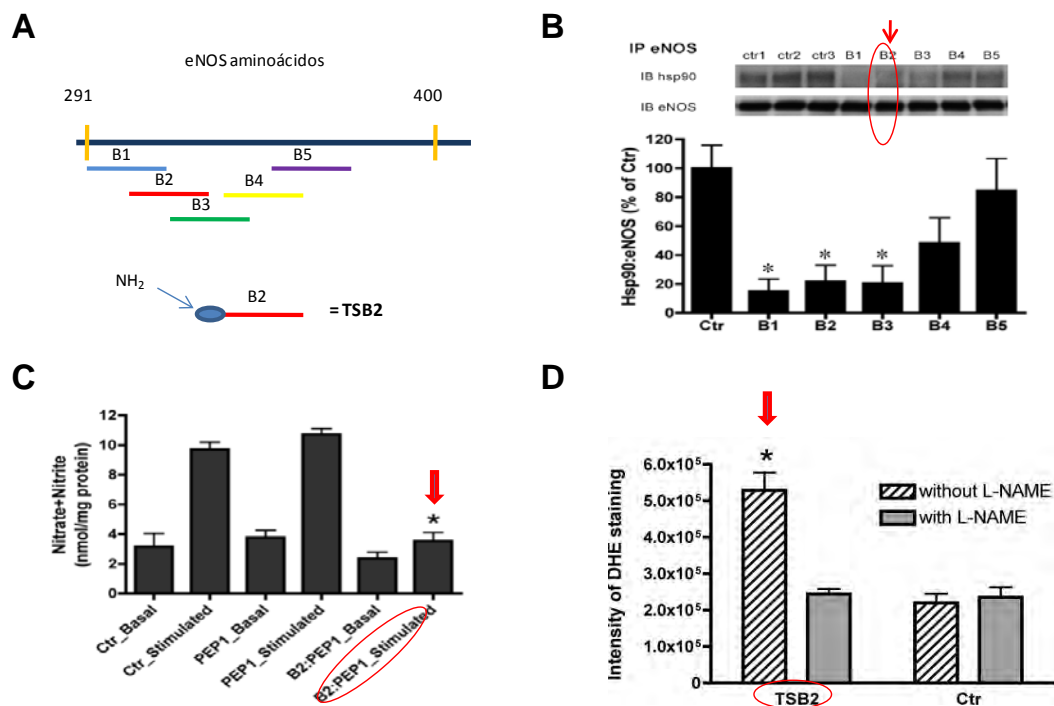 A
eNOS aminoácidos
291
400
B1
B5
B2
B4
B3
NH2
B2
= TSB2
B
IP eNOS
ctr1 ctr2 ctr3 B1 B2 B3 B4 B5
IB hsp90
IB eNOS
Hsp90:eNOS (% of Ctr)
120
100
80
60
40
20
0
* * *
Ctr B1 B2 B3 B4 B5
C
Nitrate+Nitrite
(nmol/mg protein)
12
10
8
6
4
2
0
*
Ctr_Basal
Ctr_Stimulated
PEP1_Basal
PEP1_Stimulated
B2:PEP1_Basal
B2:PEP1_Stimulated
D
Intensity of DHE staining
6.0x10⁵
5.0x10⁵
4.0x10⁵
3.0x10⁵
2.0x10⁵
1.0x10⁵
0
*
without L-NAME
with L-NAME
TSB2 Ctr